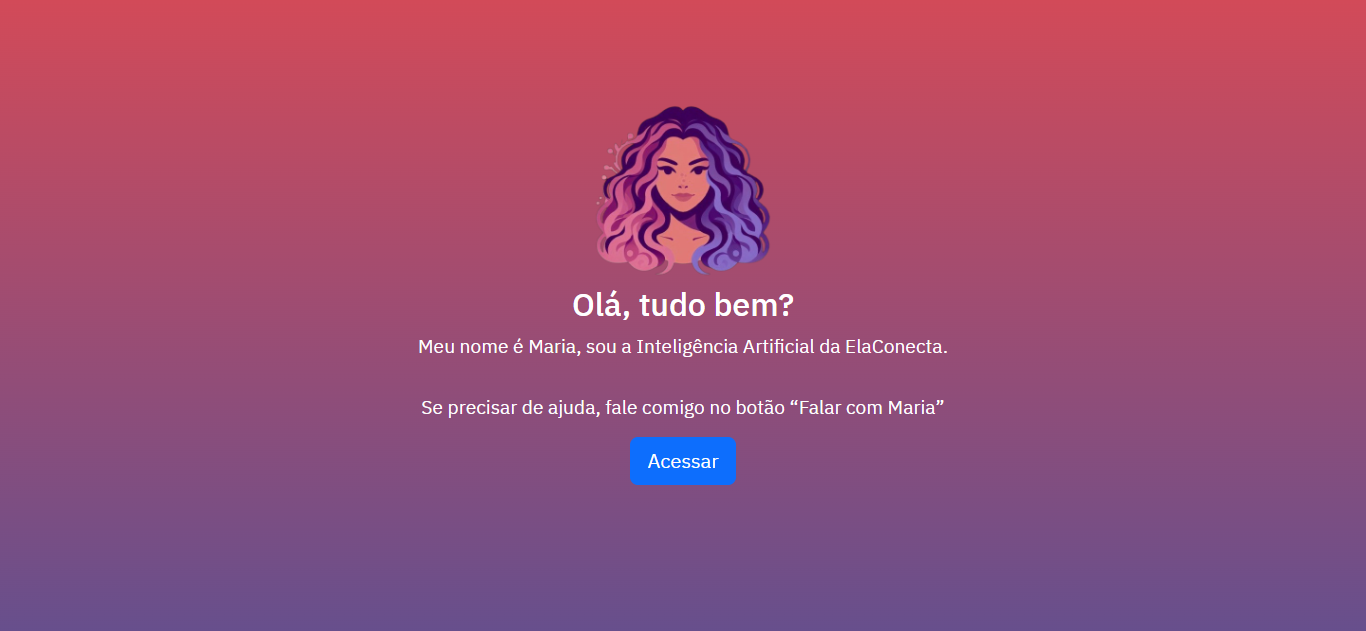 Olá, tudo bem?
Meu nome é Maria, sou a Inteligência Artificial da ElaConecta.
Se precisar de ajuda, fale comigo no botão “Falar com Maria”
Acessar